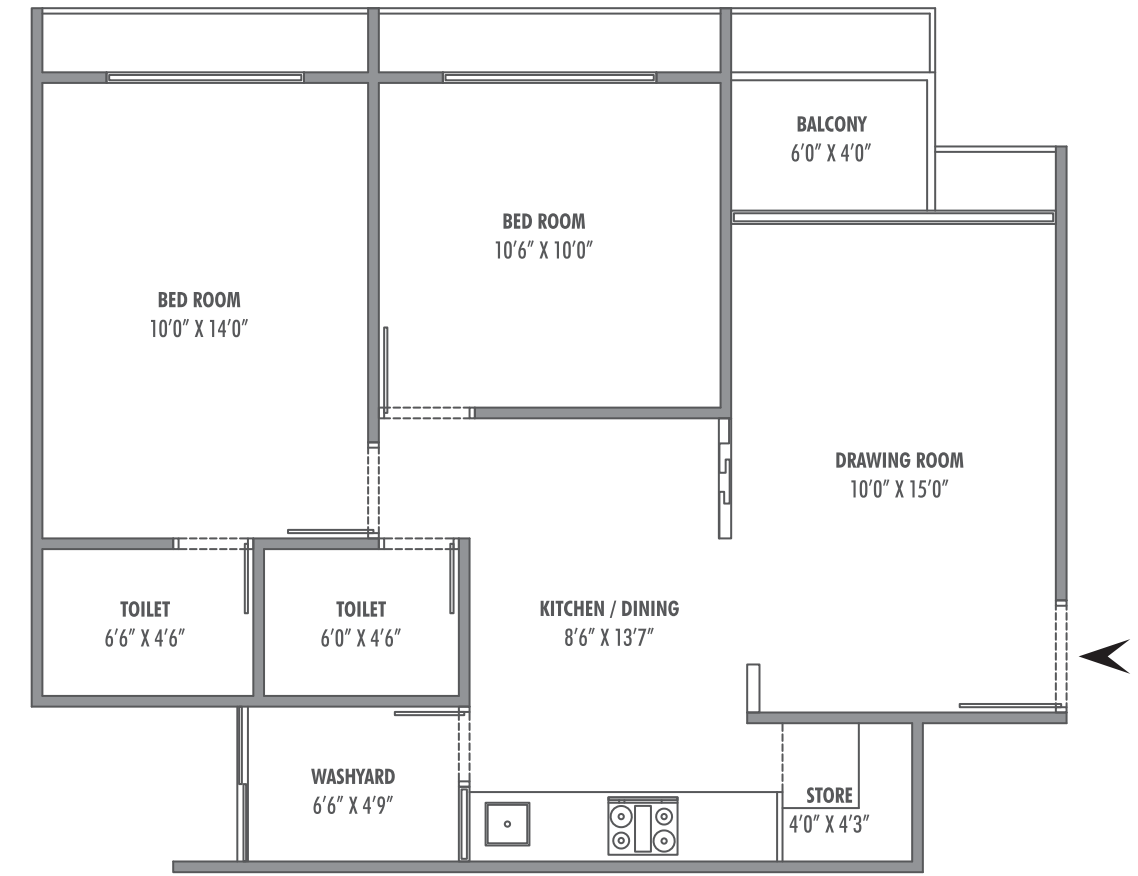 BALCONY
6'0" X 4'0"
BED ROOM
10'6" X 10'0"
BED ROOM
10'0" X 14'0"
DRAWING ROOM
10'0" X 15'0"
TOILET
6'6" X 4'6"
TOILET
6'0" X 4'6"
KITCHEN / DINING
8'6" X 13'7"
WASHYARD
6'6" X 4'9"
STORE
4'0" X 4'3"